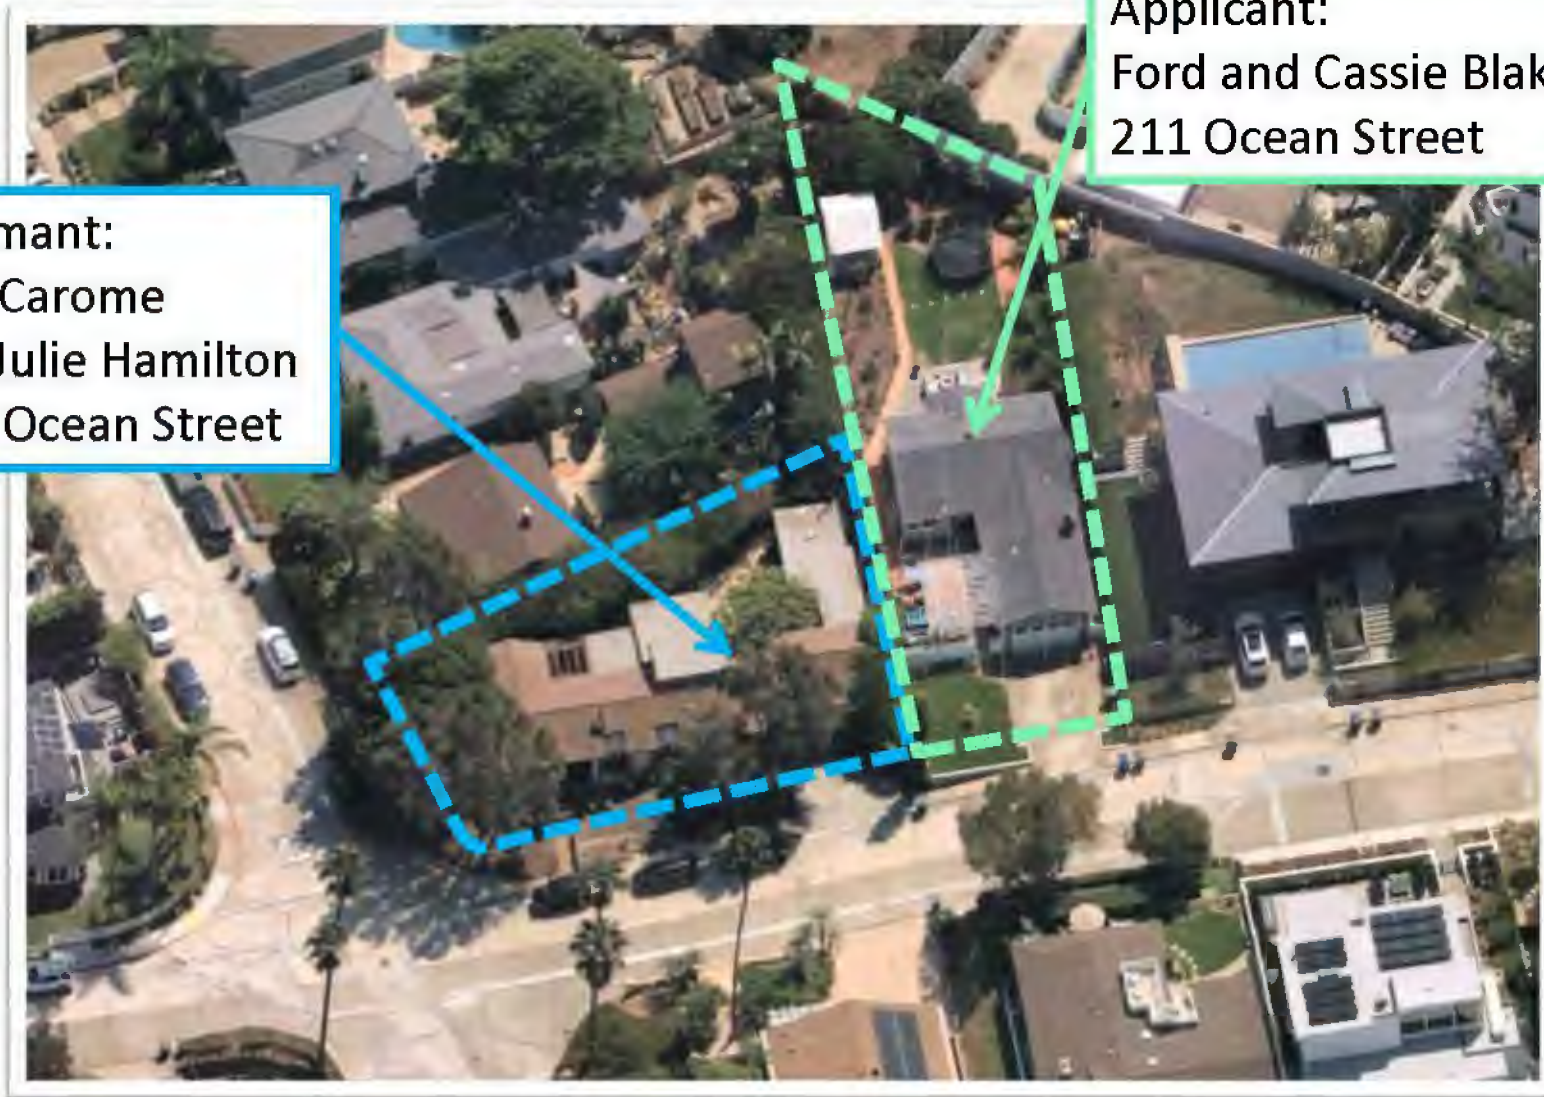 mant:
Carome
Julie Hamilton
Ocean Street
Applicant:
Ford and Cassie Blak
211 Ocean Street